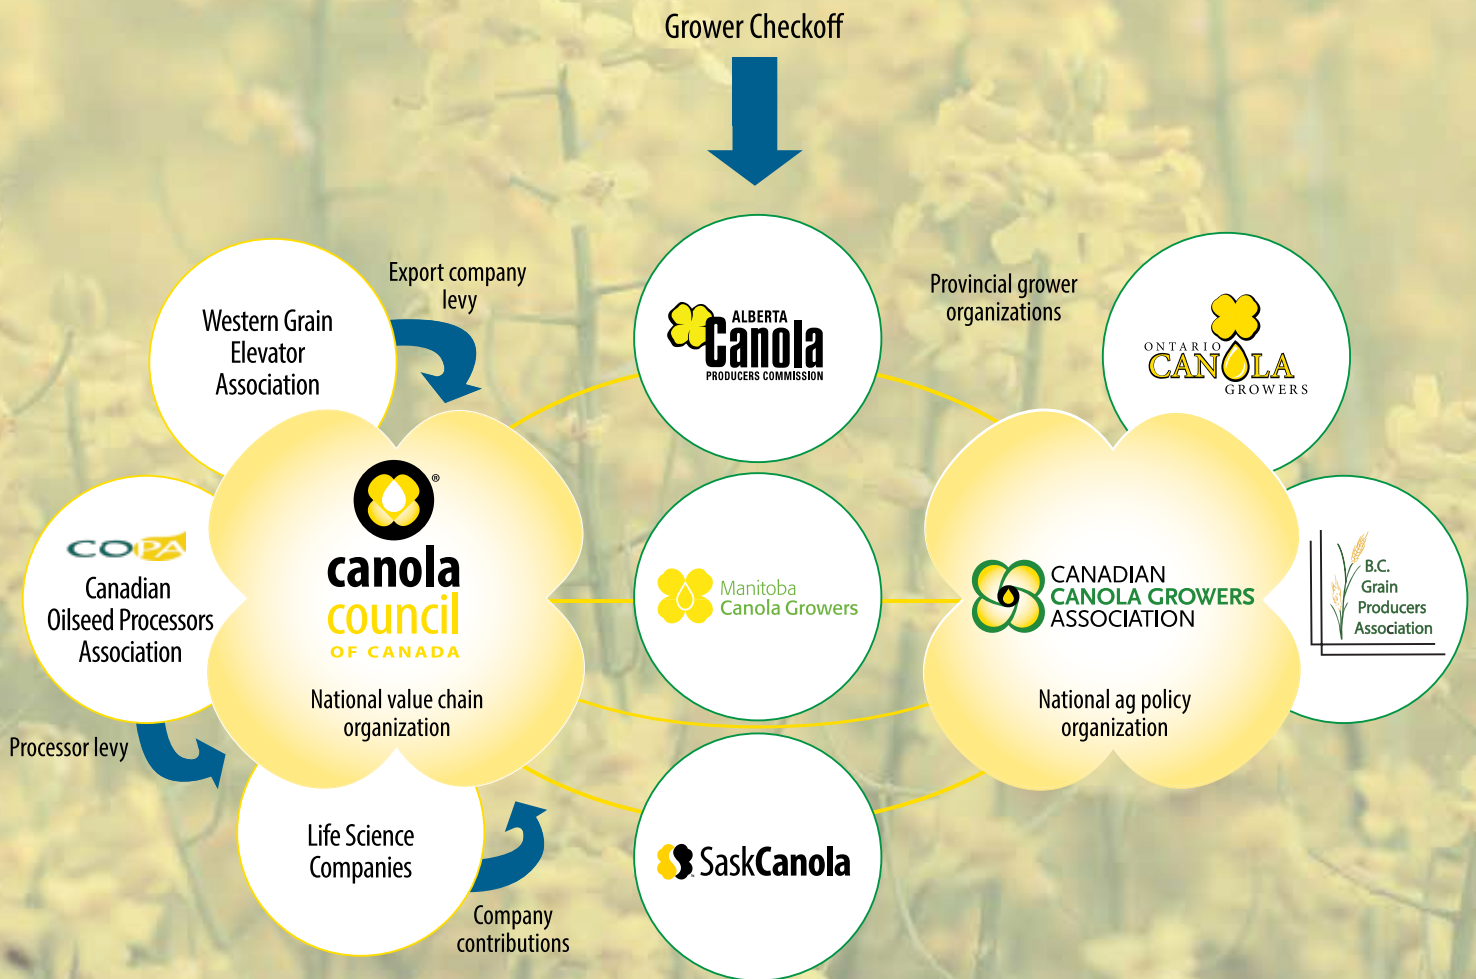 Grower Checkoff
Export company
levy
Western Grain
Elevator
Association
ALBERTA
Canola
PRODUCERS COMMISSION
Provincial grower
organizations
ONTARIO
CANOLA
GROWERS
®
canola
council
OF CANADA
National value chain
organization
COPA
Canadian
Oilseed Processors
Association
Manitoba
Canola Growers
CANADIAN
CANOLA GROWERS
ASSOCIATION
National ag policy
organization
B.C.
Grain
Producers
Association
Processor levy
Life Science
Companies
Company
contributions
SaskCanola